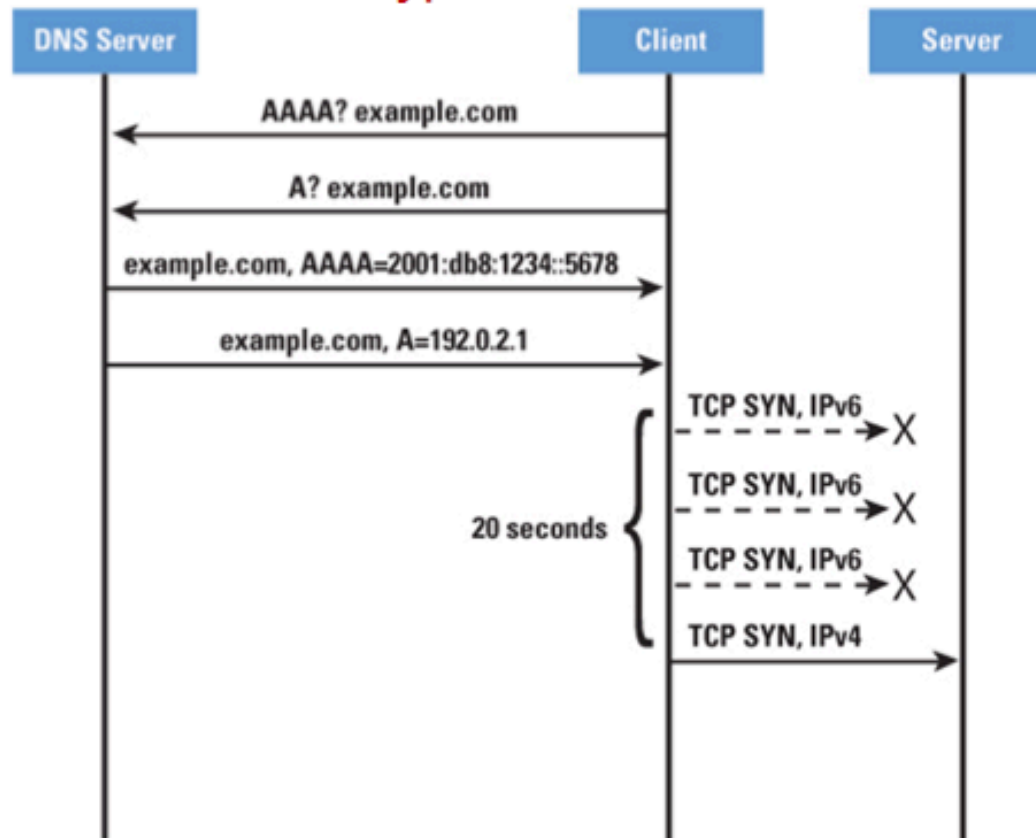 DNS Server
Client
Server
AAAA? example.com
A? example.com
example.com, AAAA=2001:db8:1234::5678
example.com, A=192.0.2.1
TCP SYN, IPv6
X
TCP SYN, IPv6
X
20 seconds
TCP SYN, IPv6
X
TCP SYN, IPv4